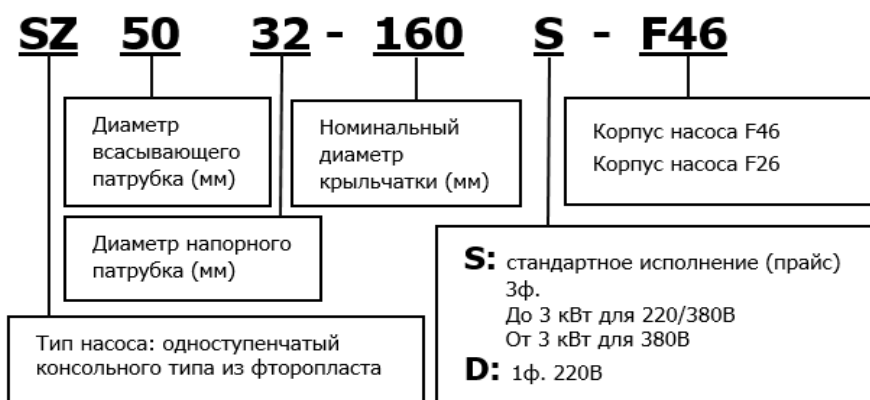 SZ 50 32 - 160 S - F46
Диаметр
всасывающего
патрубка (мм)
Номинальный
диаметр
крыльчатки (мм)
Корпус насоса F46
Корпус насоса F26
Диаметр напорного
патрубка (мм)
S: стандартное исполнение (прайс)
3ф.
До 3 кВт для 220/380В
От 3 кВт для 380В
D: 1ф. 220В
Тип насоса: одноступенчатый
консольного типа из фторопласта